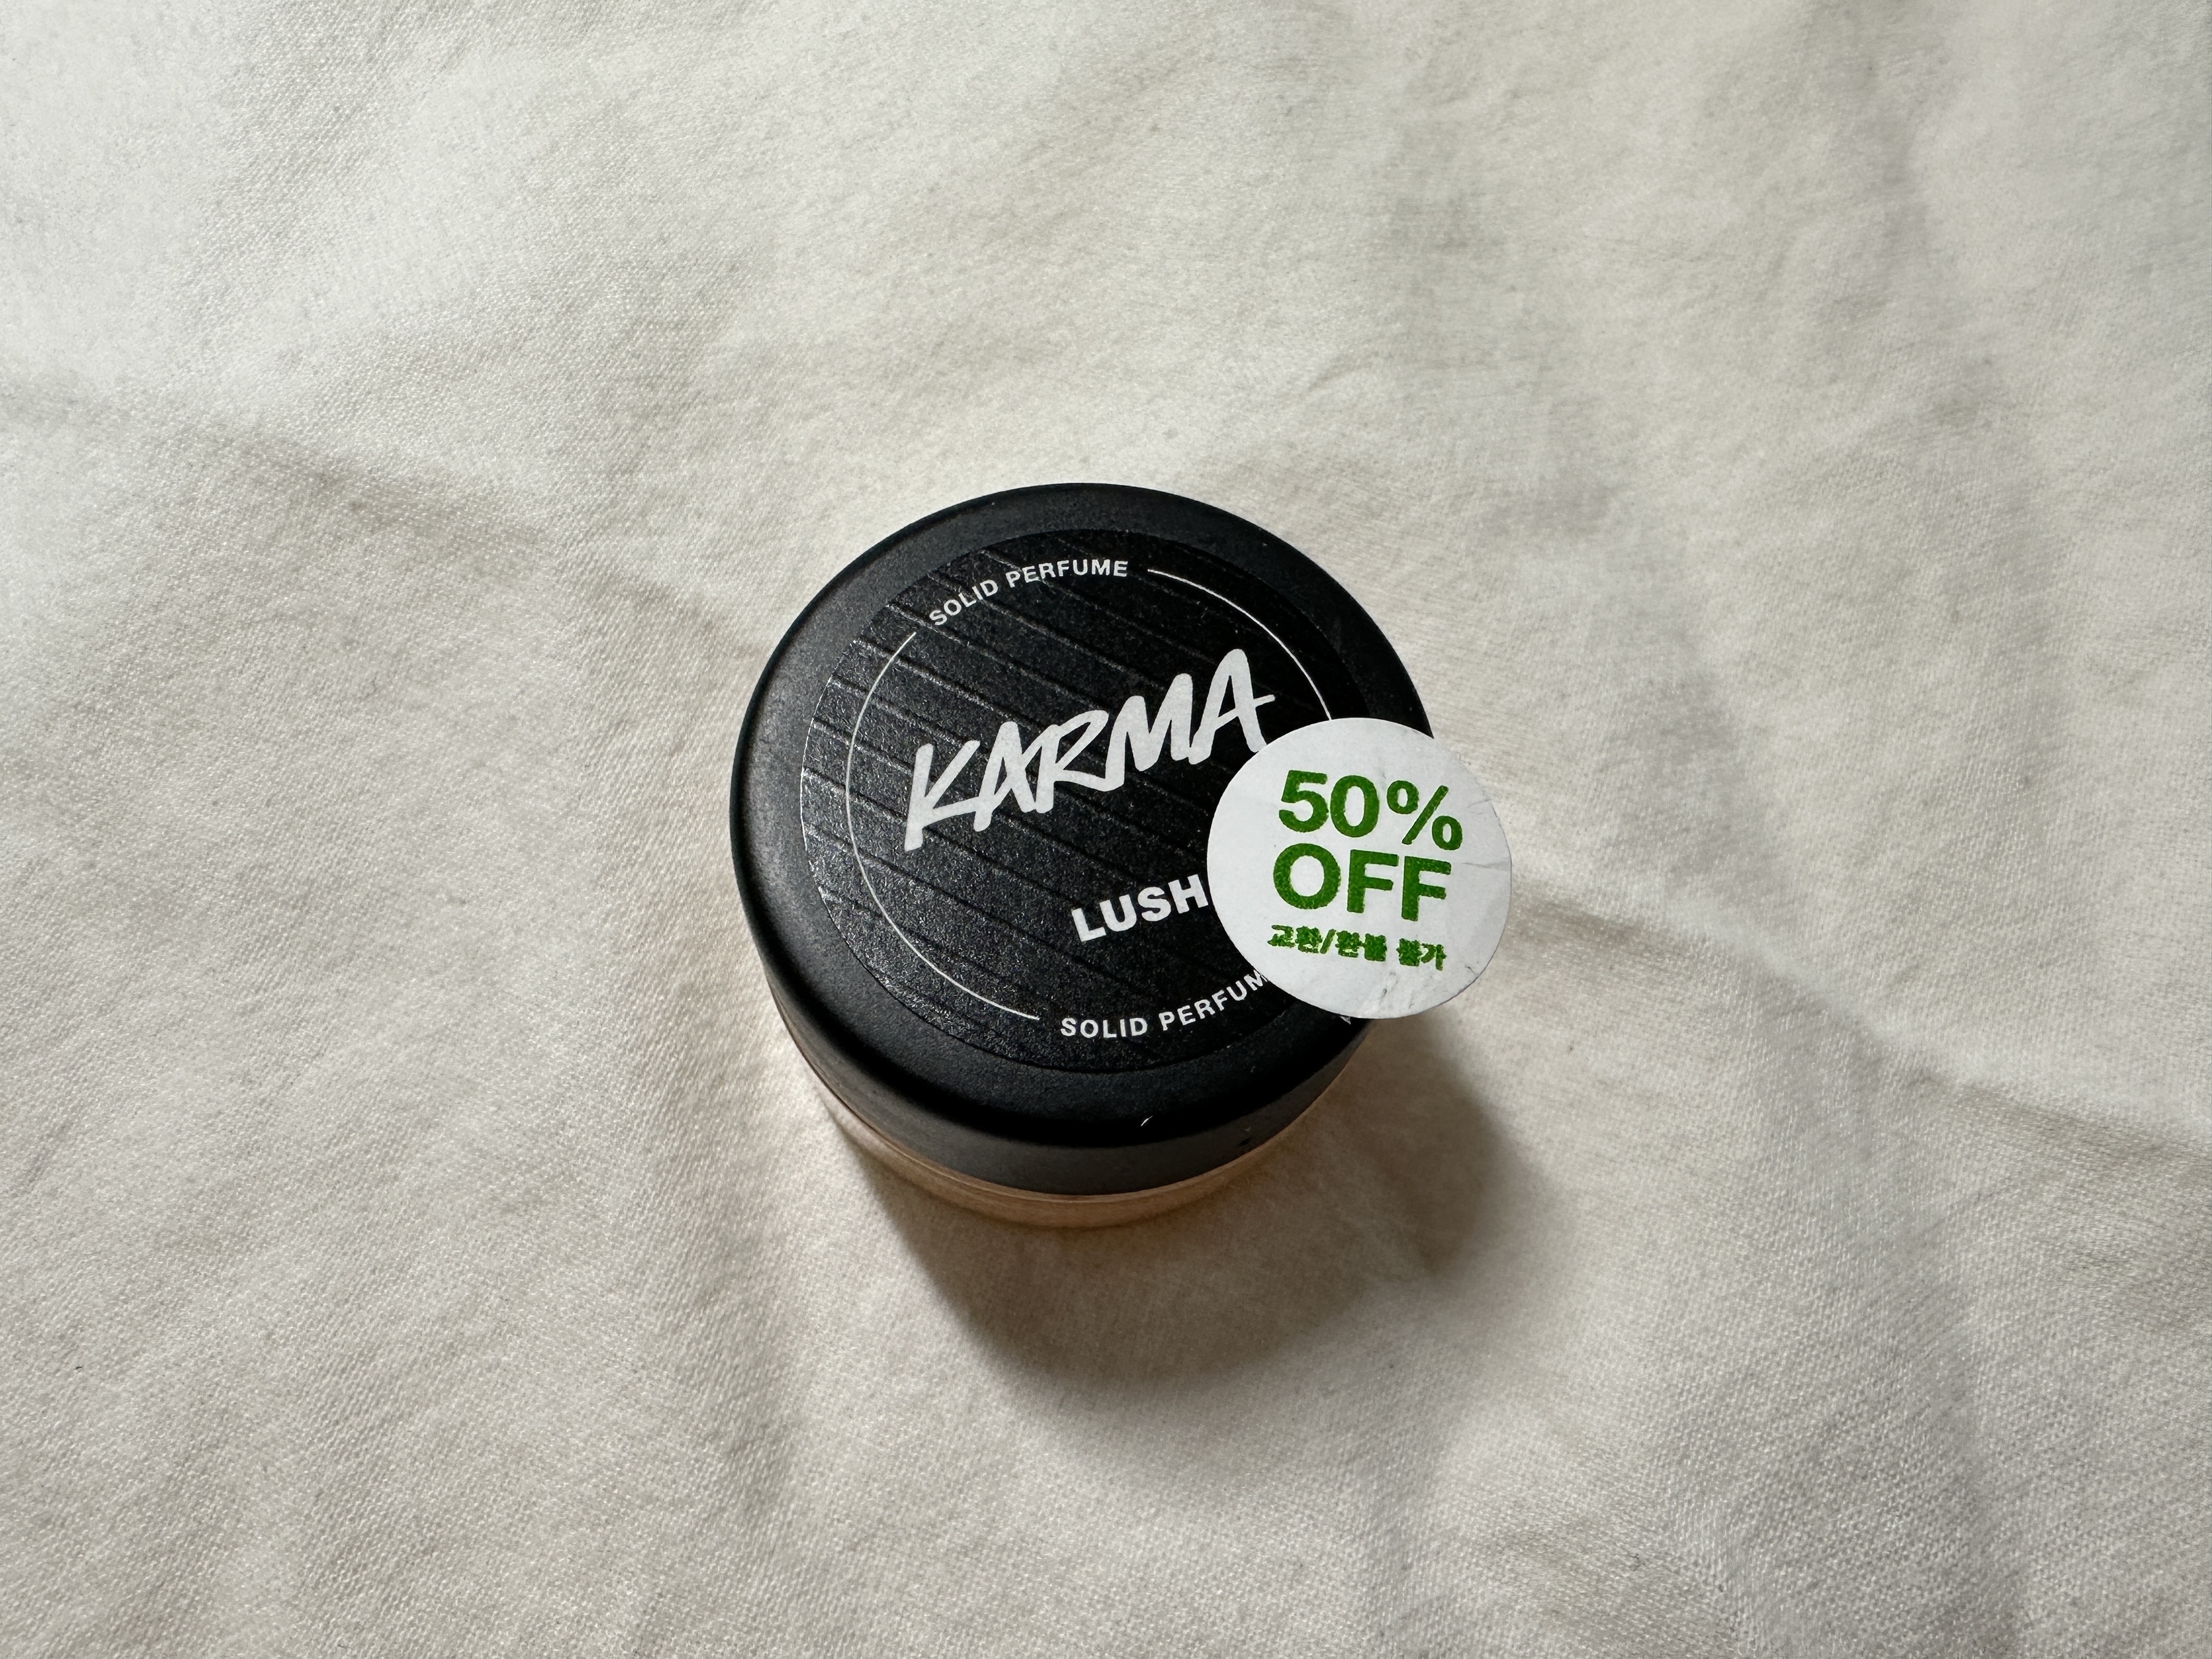 SOLID PERFUME
KARMA
LUSH
SOLID PERFUM
50%
OFF
교환/환불 불가